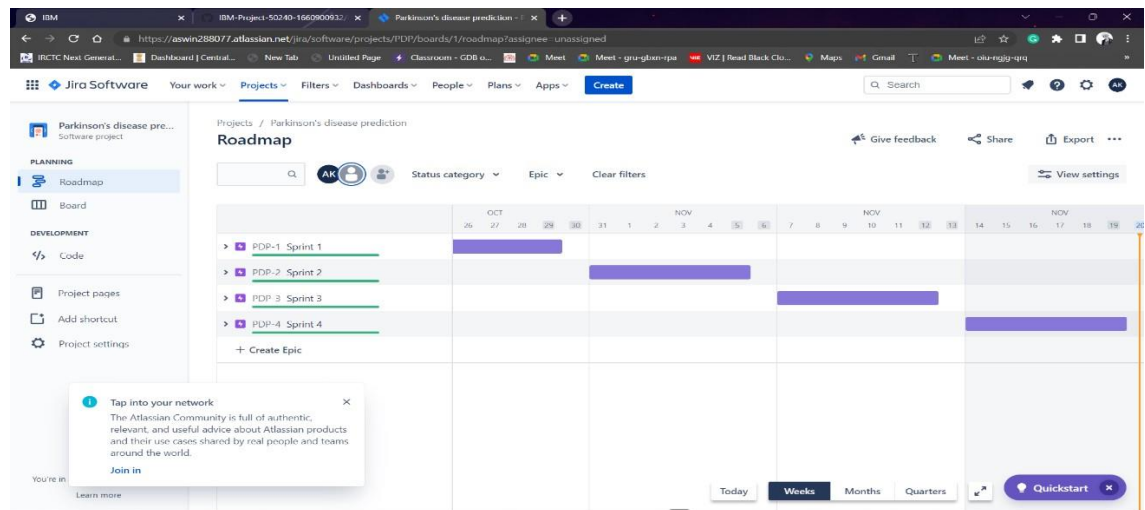 IBM
IBM-Project-50240-1660900932/
Parkinson's disease prediction -
https://aswin288077.atlassian.net/jira/software/projects/PDP/boards/1/roadmap?assignee=unassigned
IRCTC Next Generat... Dashboard | Central... New Tab Untitled Page Classroom - GDB o... Meet Meet - gru-gbxn-rpa VIZ | Read Black Clo... Maps Gmail Meet - oiu-ngjg-qrq »
Jira Software Your work Projects Filters Dashboards People Plans Apps Create Search AK
Parkinson's disease pre...
Software project
PLANNING
Roadmap
Board
DEVELOPMENT
Code
Project pages
Add shortcut
Project settings
Projects / Parkinson's disease prediction
Roadmap
Give feedback Share Export
AK Status category Epic Clear filters View settings
OCT NOV NOV NOV
26 27 28 29 30 31 1 2 3 4 5 6 7 8 9 10 11 12 13 14 15 16 17 18 19 20
PDP-1 Sprint 1
PDP-2 Sprint 2
PDP-3 Sprint 3
PDP-4 Sprint 4
+ Create Epic
Tap into your network
The Atlassian Community is full of authentic,
relevant, and useful advice about Atlassian products
and their use cases shared by real people and teams
around the world.
Join in
You're in
Learn more
Today Weeks Months Quarters Quickstart